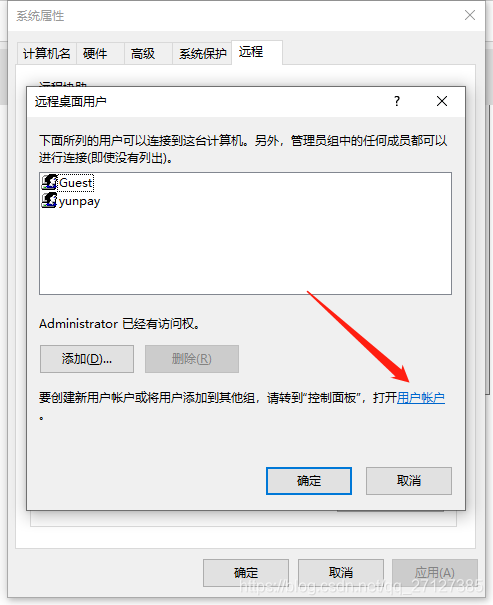 系统属性
计算机名 硬件 高级 系统保护 远程
远程协助
远程桌面用户
?
下面所列的用户可以连接到这台计算机。另外，管理员组中的任何成员都可以
进行连接(即使没有列出)。
Guest
yunpay
Administrator 已经有访问权。
添加(D)... 删除(R)
要创建新用户帐户或将用户添加到其他组，请转到"控制面板"，打开用户帐户
。
确定 取消
确定 取消 应用(A)
https://blog.csdn.net/qq_27127385